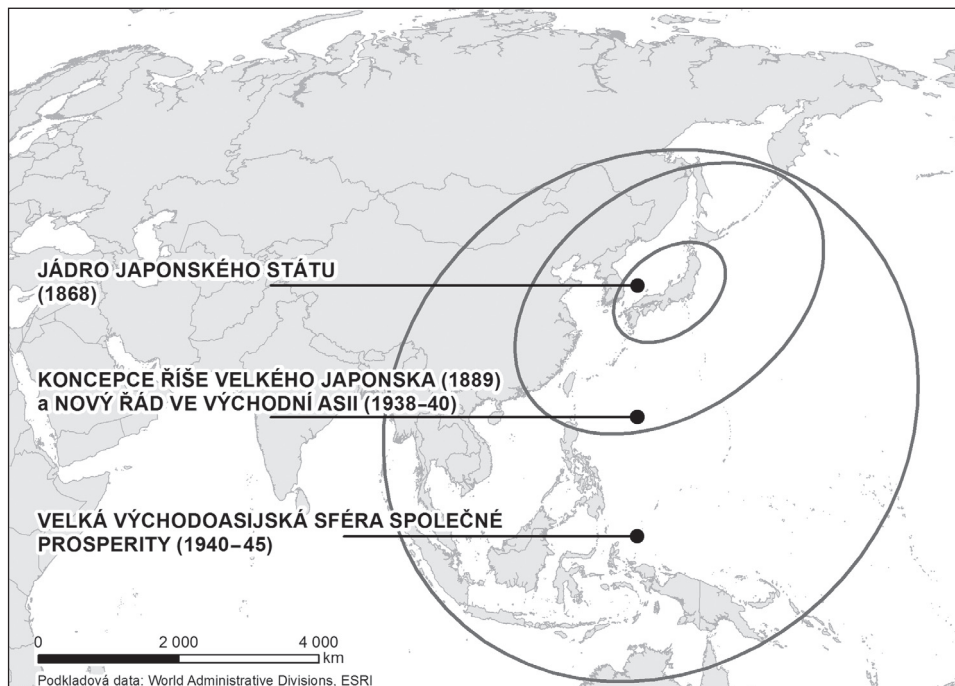 JÁDRO JAPONSKÉHO STÁTU
(1868)
KONCEPCE ŘÍŠE VELKÉHO JAPONSKA (1889)
a NOVÝ ŘÁD VE VÝCHODNÍ ASII (1938–40)
VELKÁ VÝCHODOASIJSKÁ SFÉRA SPOLEČNÉ
PROSPERITY (1940–45)
0 2 000 4 000
km
Podkladová data: World Administrative Divisions, ESRI